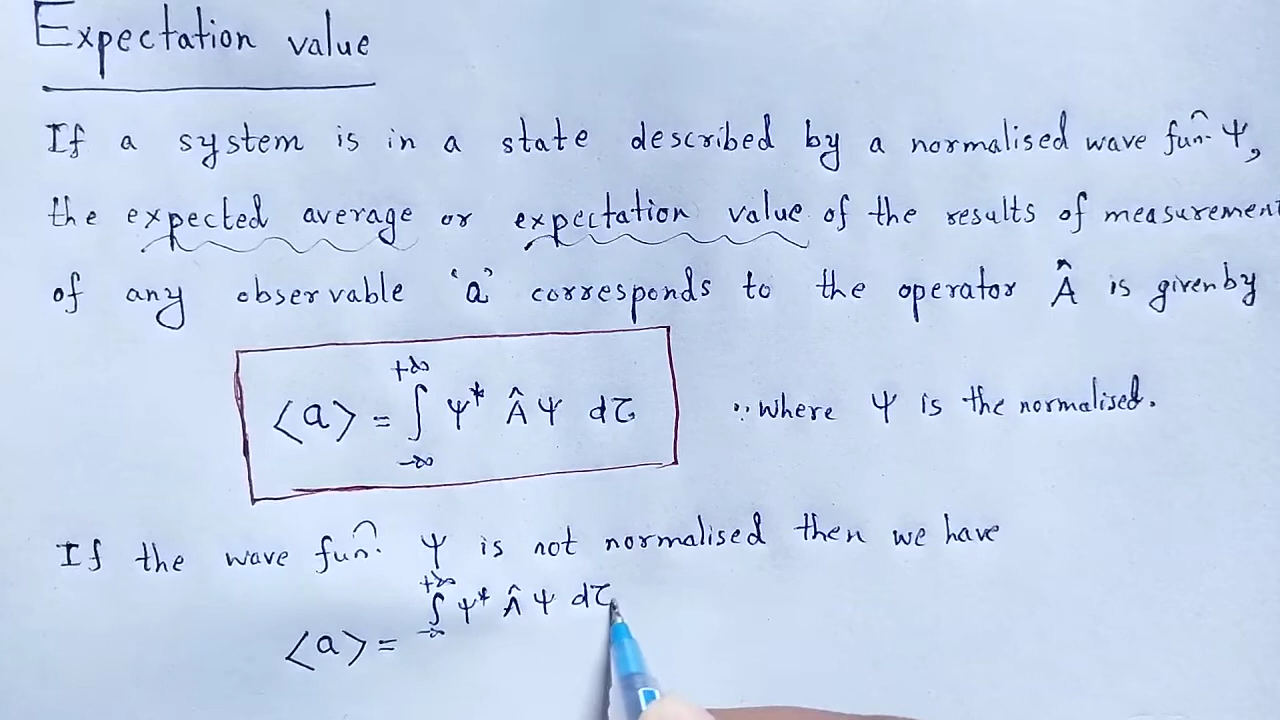 Expectation value
If a system is in a state described by a normalised wave fun. Ψ,
the expected average or expectation value of the results of measurement
of any observable 'a' corresponds to the operator Â is given by
⟨a⟩ = ∫₋∞⁺∞ Ψ* Â Ψ dτ ∵ where Ψ is the normalised.
If the wave fun. Ψ is not normalised then we have
⟨a⟩ = ∫₋∞⁺∞ Ψ* Â Ψ dτ